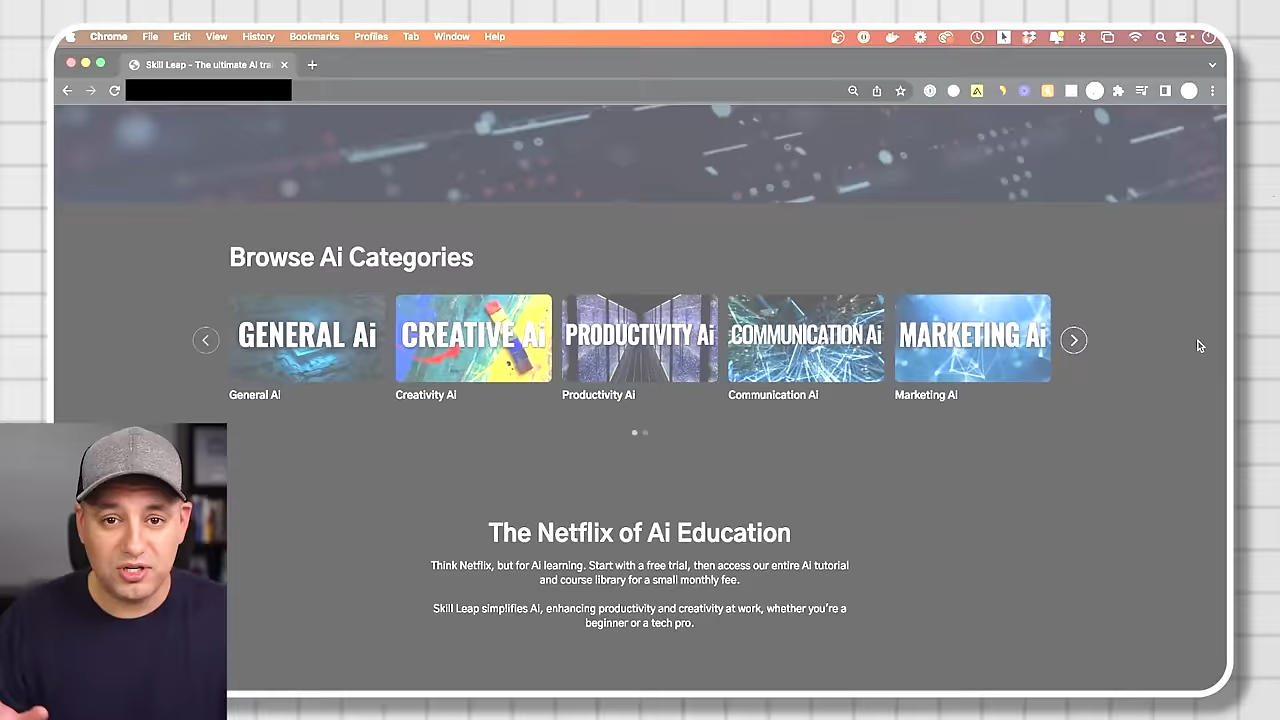 Chrome File Edit View History Bookmarks Profiles Tab Window Help
Skill Leap - The ultimate AI trai
Browse Ai Categories
GENERAL Ai CREATIVE Ai PRODUCTIVITY Ai COMMUNICATION Ai MARKETING Ai
General Ai Creativity Ai Productivity Ai Communication Ai Marketing Ai
The Netflix of Ai Education
Think Netflix, but for Ai learning. Start with a free trial, then access our entire Ai tutorial
and course library for a small monthly fee.
Skill Leap simplifies AI, enhancing productivity and creativity at work, whether you're a
beginner or a tech pro.